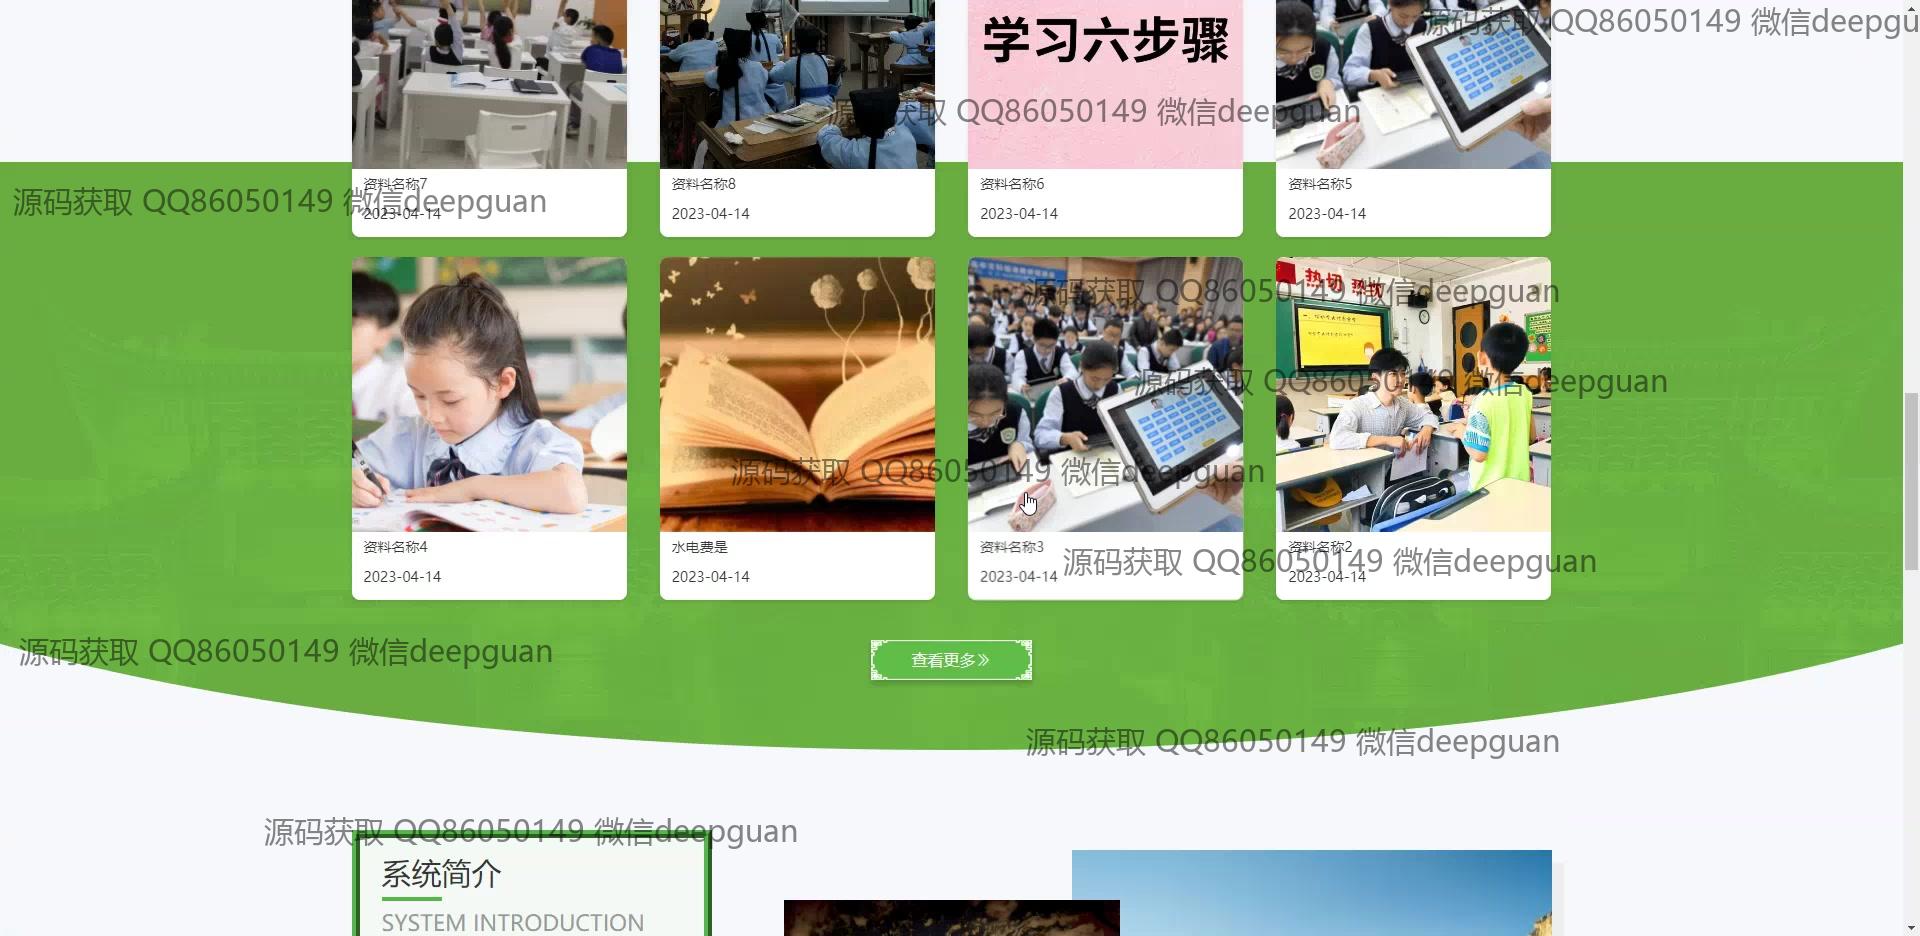 源码获取 QQ86050149 微信deepgu
学习六步骤
源码获取 QQ86050149 微信deepguan
资料名称7
资料名称8
资料名称6
资料名称5
源码获取 QQ86050149 微信deepguan
2023-04-14
2023-04-14
2023-04-14
2023-04-14
热切
源码获取 QQ86050149 微信deepguan
源码获取 QQ86050149 微信deepguan
源码获取 QQ86050149 微信deepguan
资料名称4
水电费是
资料名称3
资料名称2
源码获取 QQ86050149 微信deepguan
2023-04-14
2023-04-14
2023-04-14
2023-04-14
源码获取 QQ86050149 微信deepguan
查看更多
源码获取 QQ86050149 微信deepguan
源码获取 QQ86050149 微信deepguan
系统简介
SYSTEM INTRODUCTION